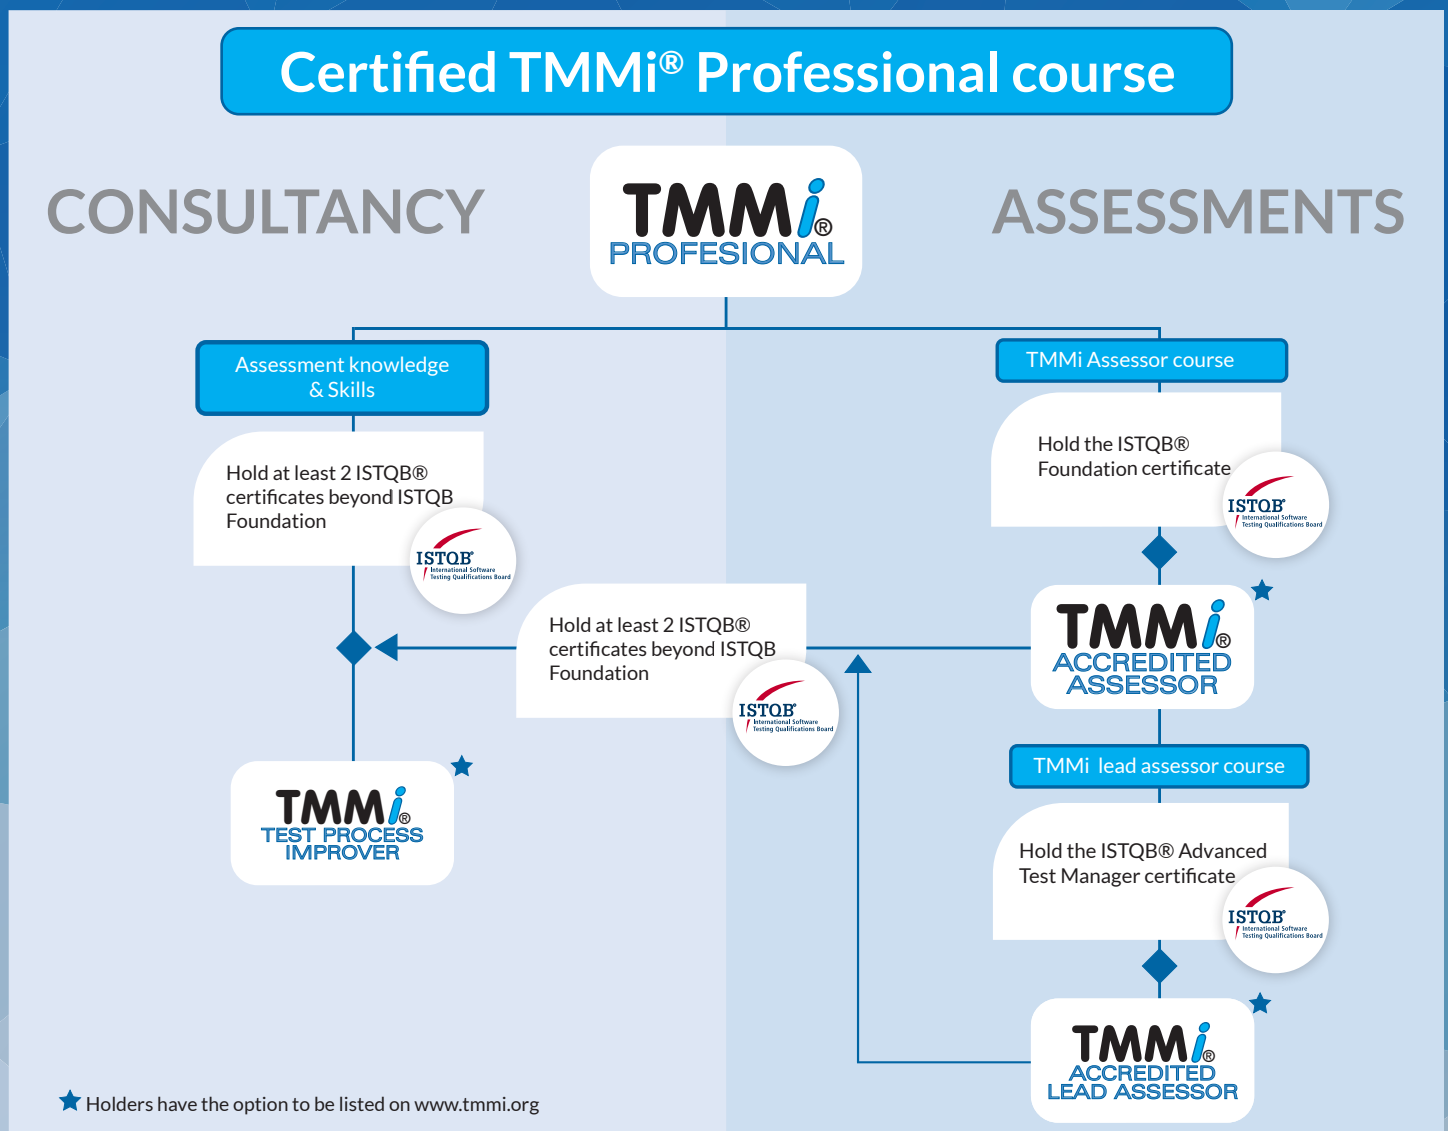 Certified TMMi® Professional course
CONSULTANCY
TMMi®
PROFESIONAL
ASSESSMENTS
Assessment knowledge
& Skills
Hold at least 2 ISTQB®
certificates beyond ISTQB
Foundation
ISTQB®
International Software
Testing Qualifications Board
TMMi Assessor course
Hold the ISTQB®
Foundation certificate
ISTQB®
International Software
Testing Qualifications Board
Hold at least 2 ISTQB®
certificates beyond ISTQB
Foundation
ISTQB®
International Software
Testing Qualifications Board
TMMi®
ACCREDITED
ASSESSOR
TMMi lead assessor course
TMMi®
TEST PROCESS
IMPROVER
Hold the ISTQB® Advanced
Test Manager certificate
ISTQB®
International Software
Testing Qualifications Board
TMMi®
ACCREDITED
LEAD ASSESSOR
Holders have the option to be listed on www.tmmi.org